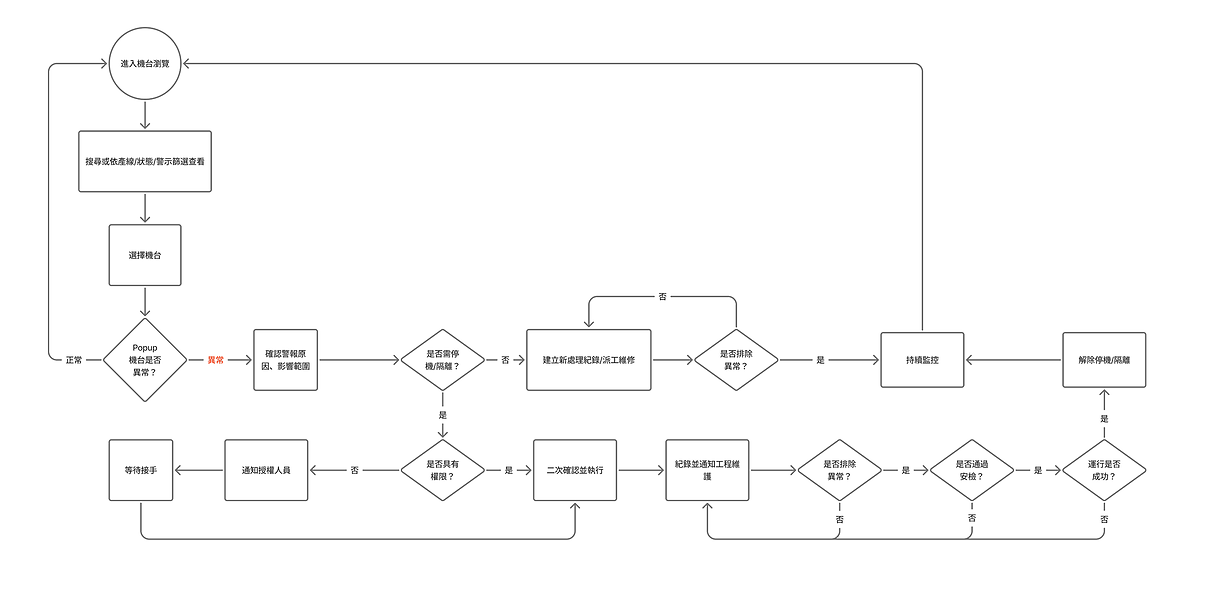 進入機台瀏覽
搜尋或依產線/狀態/警示篩選查看
選擇機台
Popup
機台是否
異常？
正常
異常
確認警報原
因、影響範圍
是否需停
機/隔離？
否
建立新處理紀錄/派工維修
否
是否排除
異常？
是
持續監控
解除停機/隔離
是
是
等待接手
通知授權人員
否
是否具有
權限？
是
二次確認並執行
紀錄並通知工程維
護
是否排除
異常？
是
是否通過
安檢？
是
運行是否
成功？
否
否
否